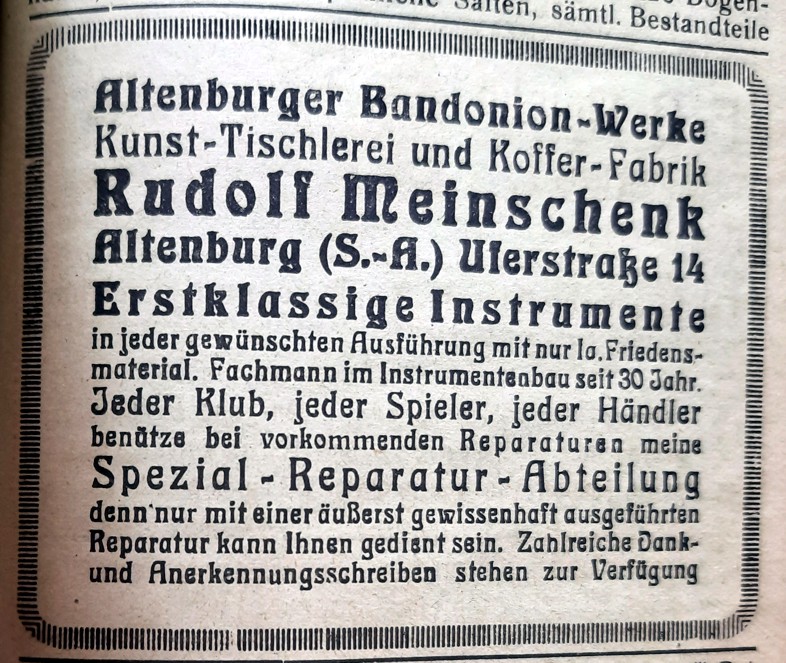 Saiten, sämtl. Bestandteile
Altenburger Bandonion-Werke
Kunst-Tischlerei und Koffer-Fabrik
Rudolf Meinschenk
Altenburg (S.-A.) Uferstraße 14
Erstklassige Instrumente
in jeder gewünschten Ausführung mit nur Ia. Friedens-
material. Fachmann im Instrumentenbau seit 30 Jahr.
Jeder Klub, jeder Spieler, jeder Händler
benütze bei vorkommenden Reparaturen meine
Spezial - Reparatur - Abteilung
denn nur mit einer äußerst gewissenhaft ausgeführten
Reparatur kann Ihnen gedient sein. Zahlreiche Dank-
und Anerkennungsschreiben stehen zur Verfügung